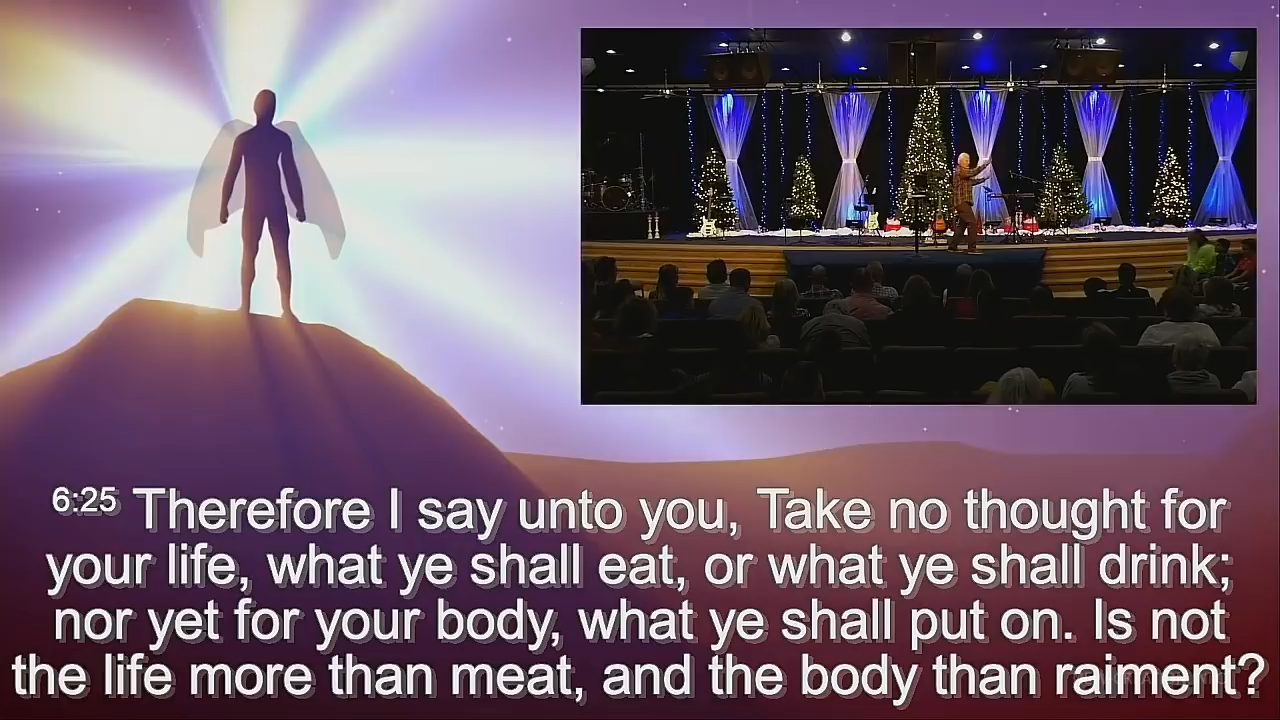 6:25 Therefore I say unto you, Take no thought for
your life, what ye shall eat, or what ye shall drink;
nor yet for your body, what ye shall put on. Is not
the life more than meat, and the body than raiment?